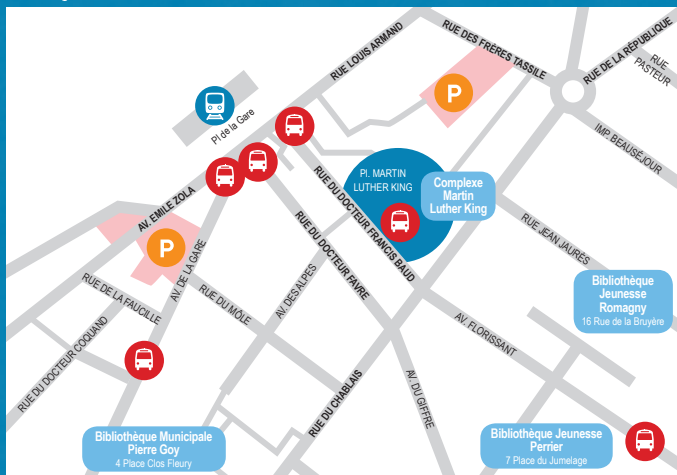 RUE LOUIS ARMAND
RUE DES FRÈRES TASSILE
RUE DE LA RÉPUBLIQUE
RUE
PASTEUR
P
Pl de la Gare
IMP. BEAUSÉJOUR
Pl. MARTIN
LUTHER KING
Complexe
Martin
Luther King
AV. EMILE ZOLA
P
AV. DE LA GARE
RUE DU DOCTEUR FRANCIS BAUD
RUE DU DOCTEUR FAVRE
RUE JEAN JAURÈS
RUE DE LA FAUCILLE
RUE DU MÔLE
AV. DES ALPES
Bibliothèque
Jeunesse
Romagny
16 Rue de la Bruyère
RUE DU DOCTEUR COQUAND
AV. FLORISSANT
AV. DU GIFFRE
RUE DU CHABLAIS
Bibliothèque Municipale
Pierre Goy
4 Place Clos Fleury
Bibliothèque Jeunesse
Perrier
7 Place du Jumelage